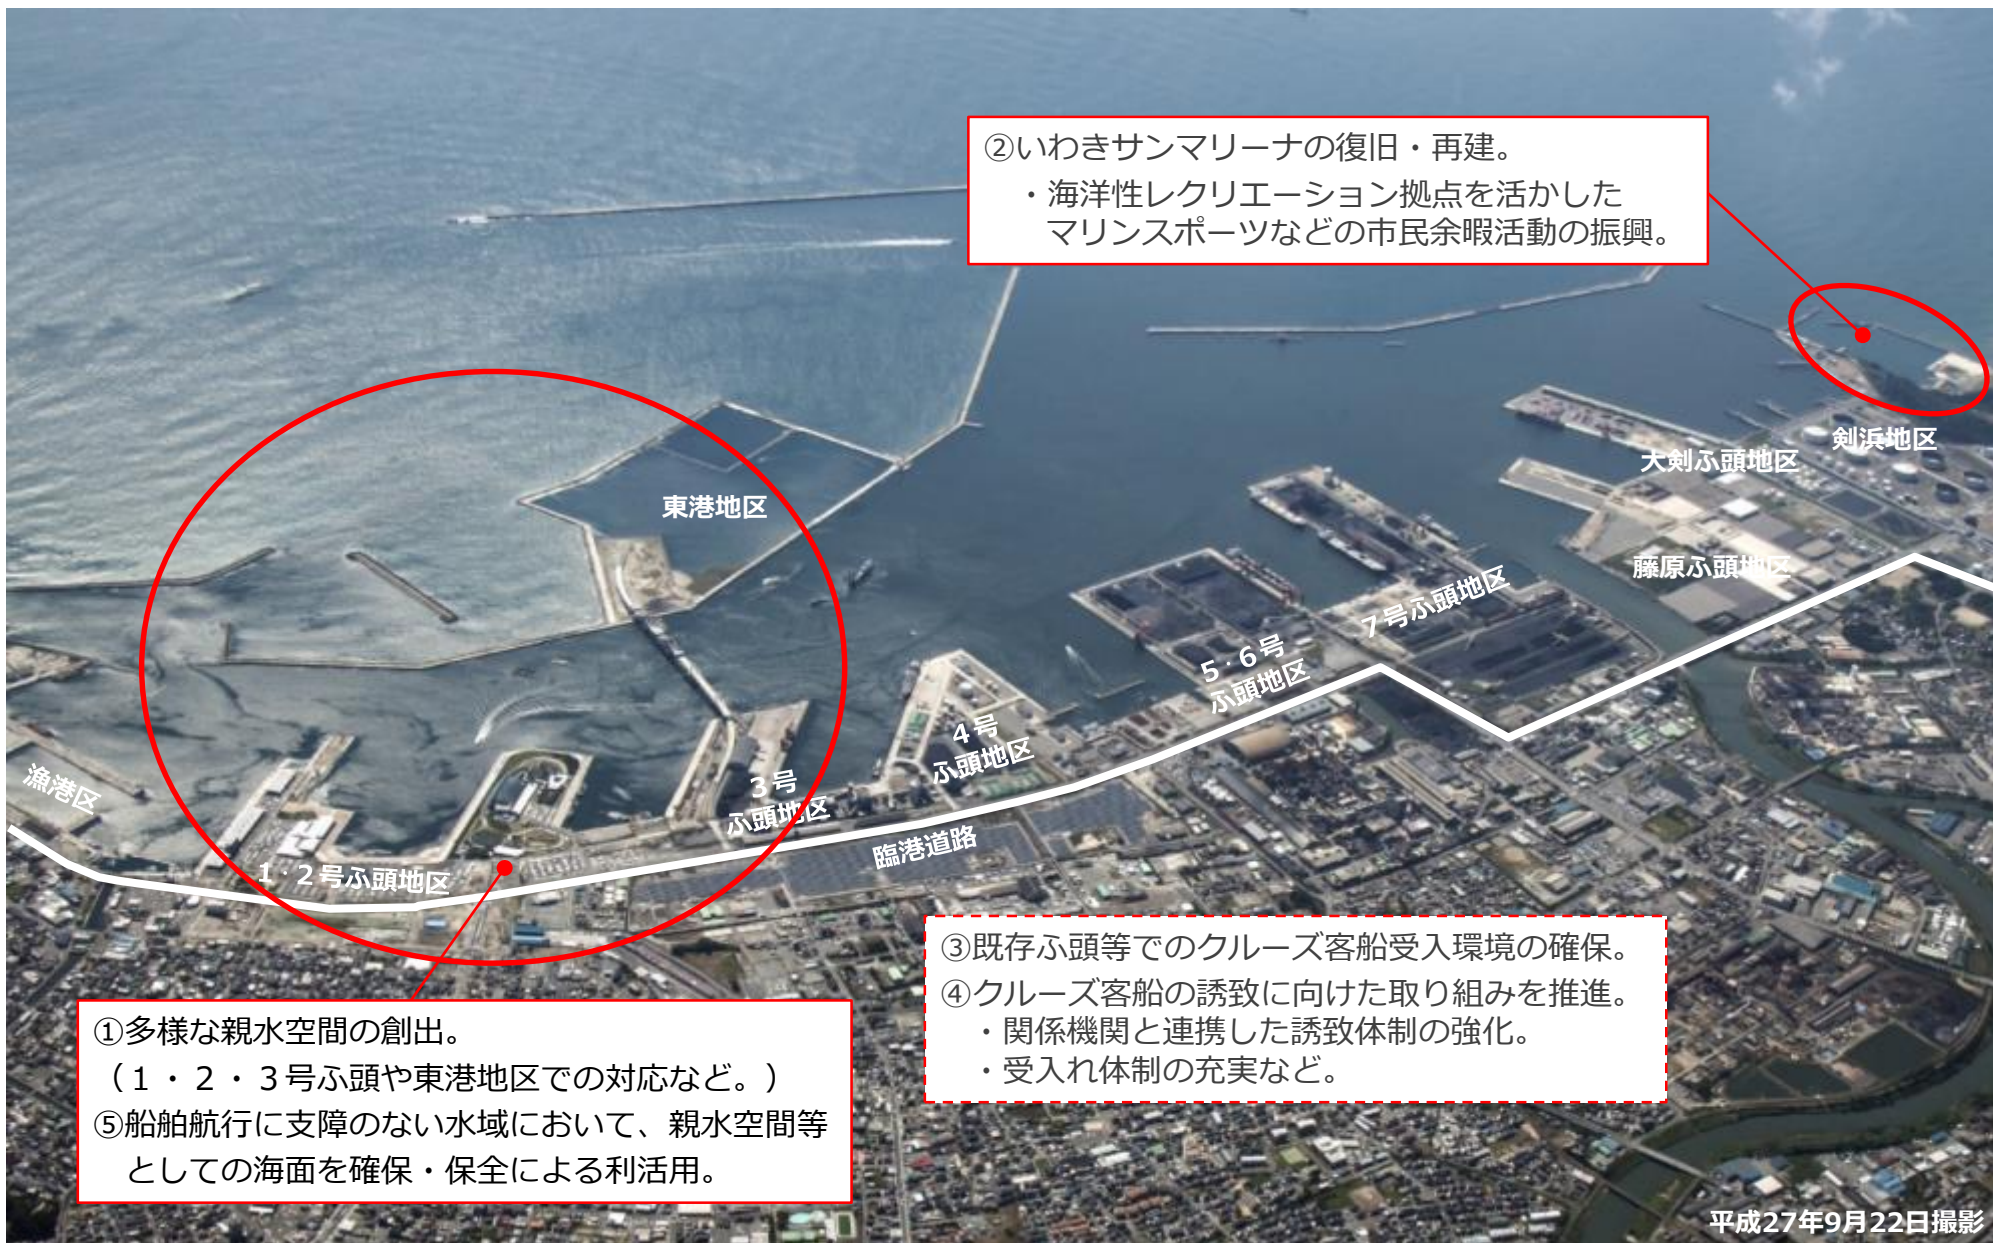 ②いわきサンマリーナの復旧・再建。
・海洋性レクリエーション拠点を活かした
マリンスポーツなどの市民余暇活動の振興。
剣浜地区
大剣ふ頭地区
東港地区
藤原ふ頭地区
7号ふ頭地区
5・6号
ふ頭地区
4号
ふ頭地区
3号
ふ頭地区
漁港区
臨港道路
1・2号ふ頭地区
③既存ふ頭等でのクルーズ客船受入環境の確保。
④クルーズ客船の誘致に向けた取り組みを推進。
・関係機関と連携した誘致体制の強化。
・受入れ体制の充実など。
①多様な親水空間の創出。
（１・２・３号ふ頭や東港地区での対応など。）
⑤船舶航行に支障のない水域において、親水空間等
としての海面を確保・保全による利活用。
平成27年9月22日撮影